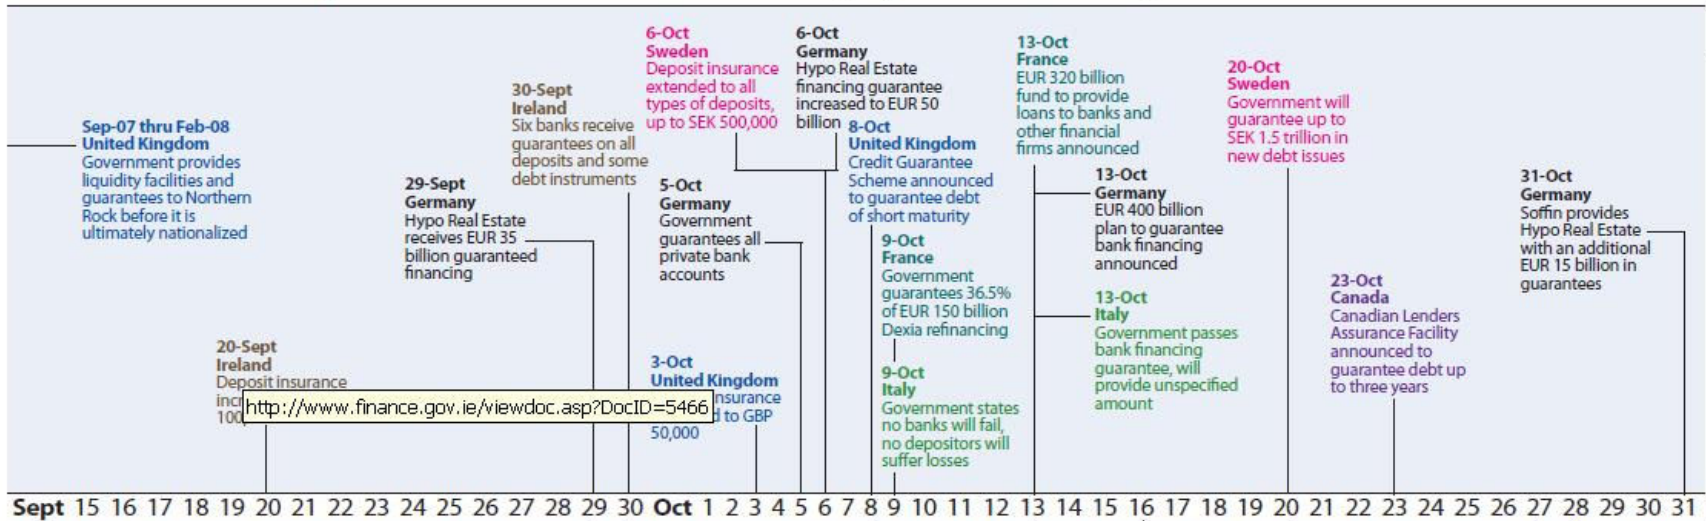 Sep-07 thru Feb-08
United Kingdom
Government provides
liquidity facilities and
guarantees to Northern
Rock before it is
ultimately nationalized
20-Sept
Ireland
Deposit insurance
http://www.finance.gov.ie/viewdoc.asp?DocID=5466
29-Sept
Germany
Hypo Real Estate
receives EUR 35
billion guaranteed
financing
30-Sept
Ireland
Six banks receive
guarantees on all
deposits and some
debt instruments
3-Oct
United Kingdom
insurance
to GBP
50,000
5-Oct
Germany
Government
guarantees all
private bank
accounts
6-Oct
Sweden
Deposit insurance
extended to all
types of deposits,
up to SEK 500,000
6-Oct
Germany
Hypo Real Estate
financing guarantee
increased to EUR 50
billion
8-Oct
United Kingdom
Credit Guarantee
Scheme announced
to guarantee debt
of short maturity
9-Oct
France
Government
guarantees 36.5%
of EUR 150 billion
Dexia refinancing
9-Oct
Italy
Government states
no banks will fail,
no depositors will
suffer losses
13-Oct
France
EUR 320 billion
fund to provide
loans to banks and
other financial
firms announced
13-Oct
Germany
EUR 400 billion
plan to guarantee
bank financing
announced
13-Oct
Italy
Government passes
bank financing
guarantee, will
provide unspecified
amount
20-Oct
Sweden
Government will
guarantee up to
SEK 1.5 trillion in
new debt issues
23-Oct
Canada
Canadian Lenders
Assurance Facility
announced to
guarantee debt up
to three years
31-Oct
Germany
Soffin provides
Hypo Real Estate
with an additional
EUR 15 billion in
guarantees
Sept 15 16 17 18 19 20 21 22 23 24 25 26 27 28 29 30 Oct 1 2 3 4 5 6 7 8 9 10 11 12 13 14 15 16 17 18 19 20 21 22 23 24 25 26 27 28 29 30 31